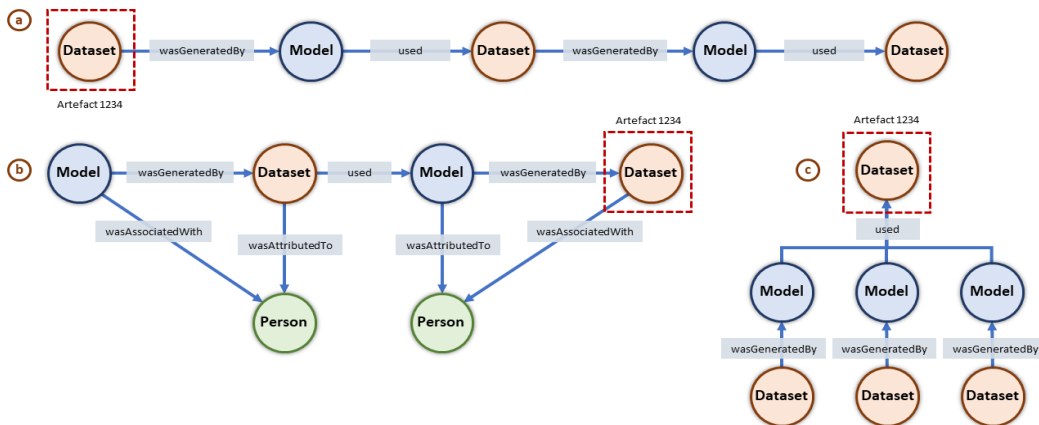 a
Dataset wasGeneratedBy Model used Dataset wasGeneratedBy Model used Dataset
Artefact 1234
b
Artefact 1234
Model wasGeneratedBy Dataset used Model wasGeneratedBy Dataset
wasAssociatedWith wasAttributedTo wasAttributedTo wasAssociatedWith
Person Person
c
Artefact 1234
Dataset
used
Model Model Model
wasGeneratedBy wasGeneratedBy wasGeneratedBy
Dataset Dataset Dataset